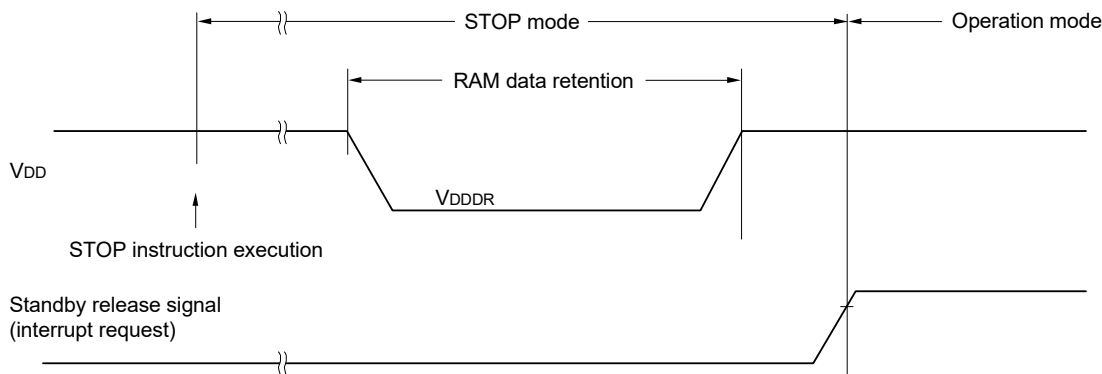 STOP mode
Operation mode
RAM data retention
VDD
VDDDR
STOP instruction execution
Standby release signal
(interrupt request)